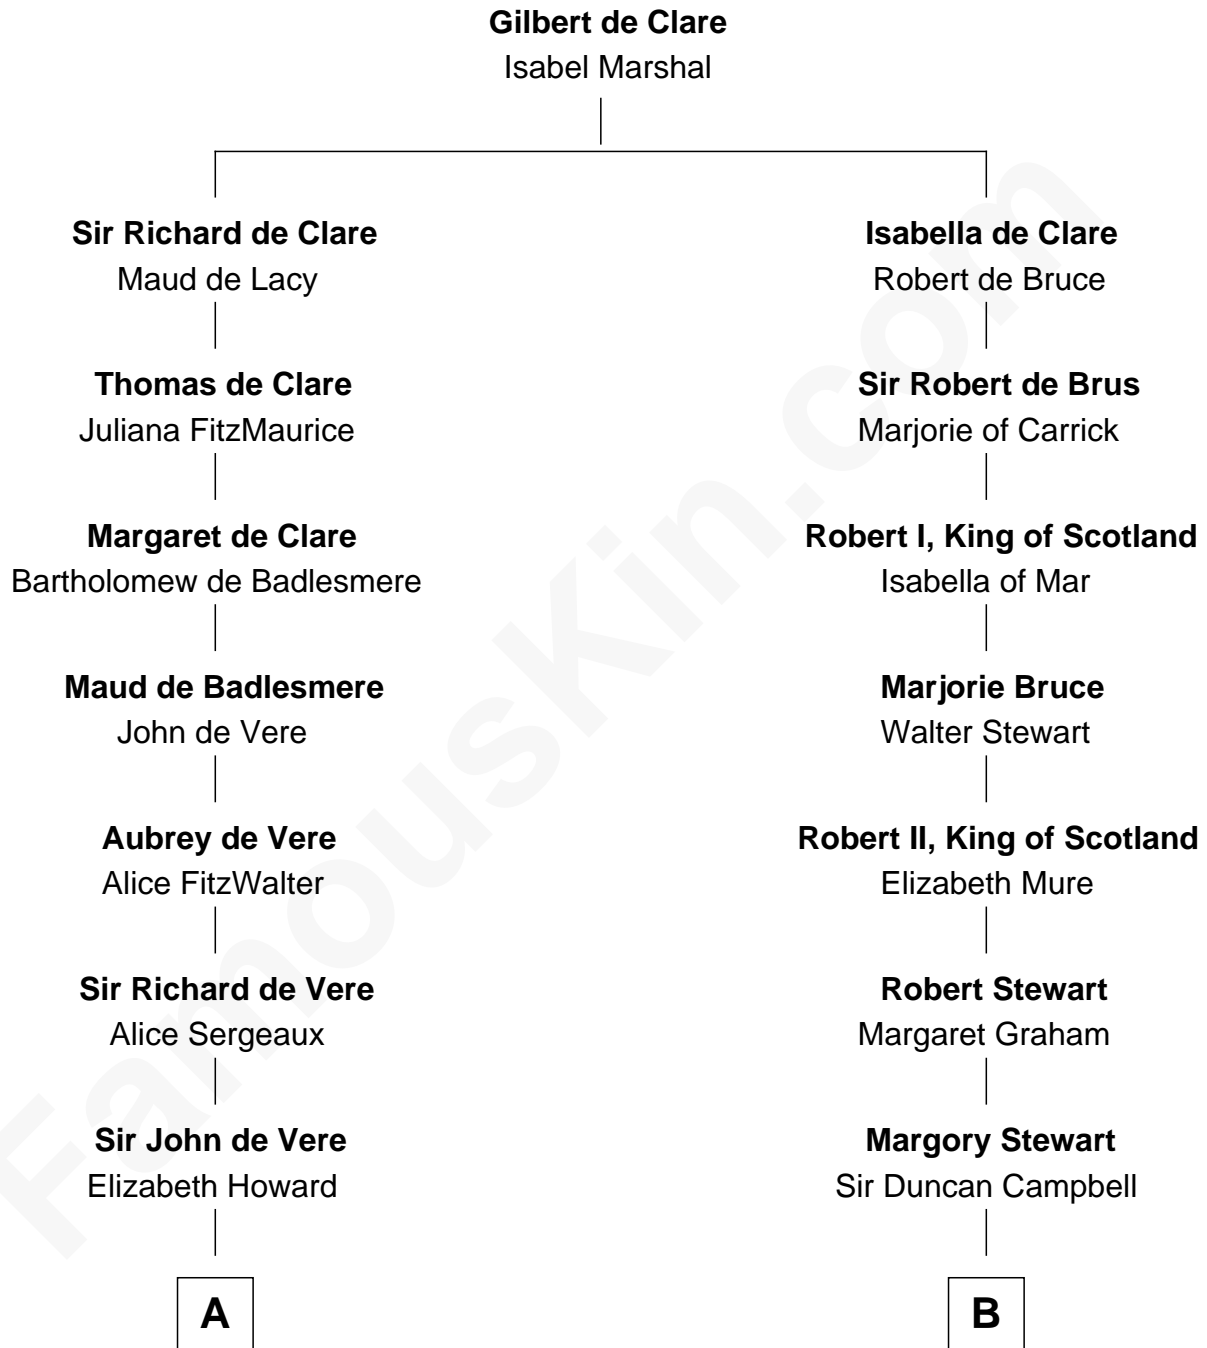 Gilbert de Clare
Isabel Marshal
Sir Richard de Clare
Maud de Lacy
Thomas de Clare
Juliana FitzMaurice
Margaret de Clare
Bartholomew de Badlesmere
Maud de Badlesmere
John de Vere
Aubrey de Vere
Alice FitzWalter
Sir Richard de Vere
Alice Sergeaux
Sir John de Vere
Elizabeth Howard
A
Isabella de Clare
Robert de Bruce
Sir Robert de Brus
Marjorie of Carrick
Robert I, King of Scotland
Isabella of Mar
Marjorie Bruce
Walter Stewart
Robert II, King of Scotland
Elizabeth Mure
Robert Stewart
Margaret Graham
Margory Stewart
Sir Duncan Campbell
B
FamousKin.com